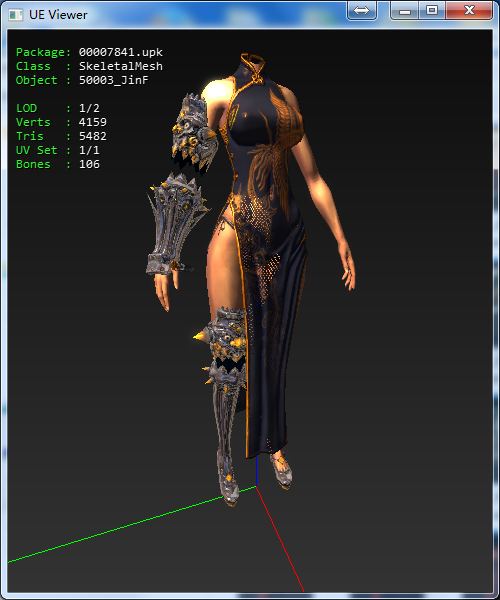 UE Viewer
Package: 00007841.upk
Class : SkeletalMesh
Object : 50003_JinF
LOD : 1/2
Verts : 4159
Tris : 5482
UV Set : 1/1
Bones : 106